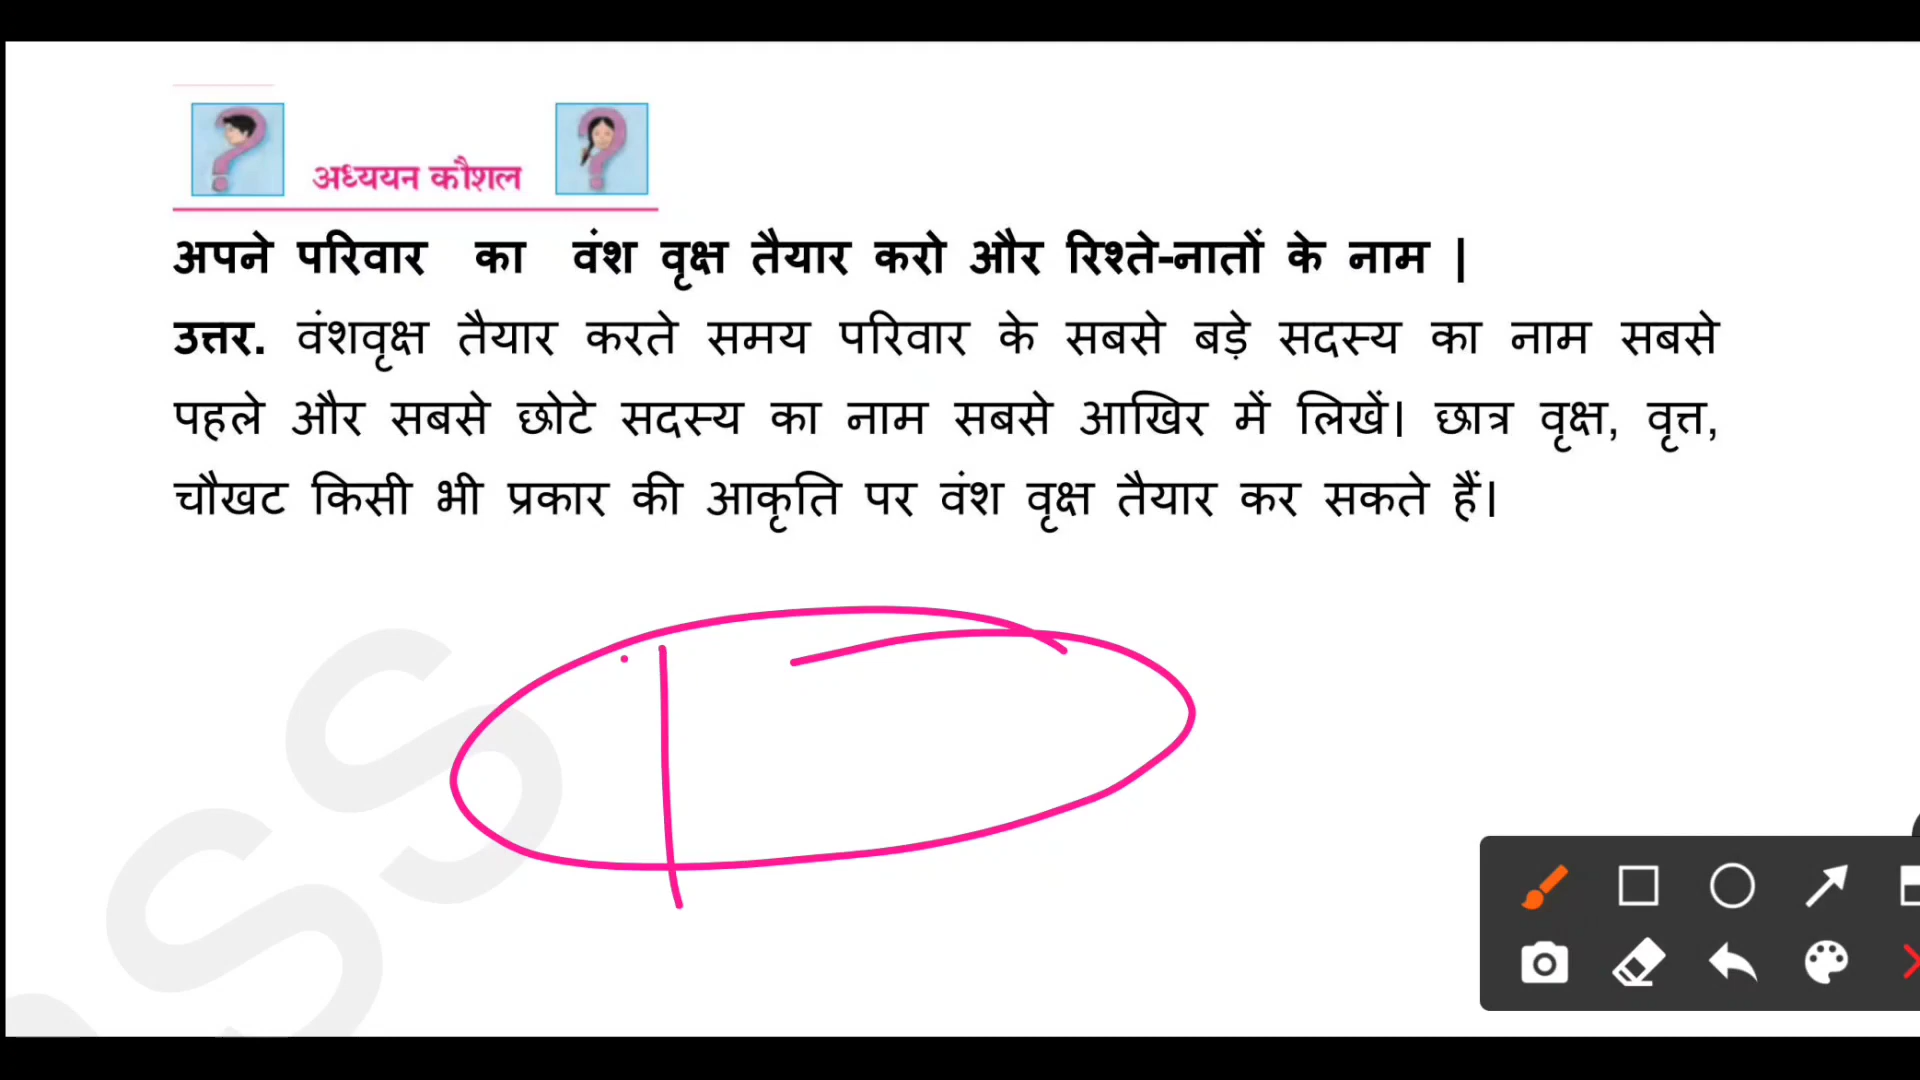 अध्ययन कौशल
अपने परिवार का वंश वृक्ष तैयार करो और रिश्ते-नातों के नाम |
उत्तर. वंशवृक्ष तैयार करते समय परिवार के सबसे बड़े सदस्य का नाम सबसे
पहले और सबसे छोटे सदस्य का नाम सबसे आखिर में लिखें। छात्र वृक्ष, वृत्त,
चौखट किसी भी प्रकार की आकृति पर वंश वृक्ष तैयार कर सकते हैं।